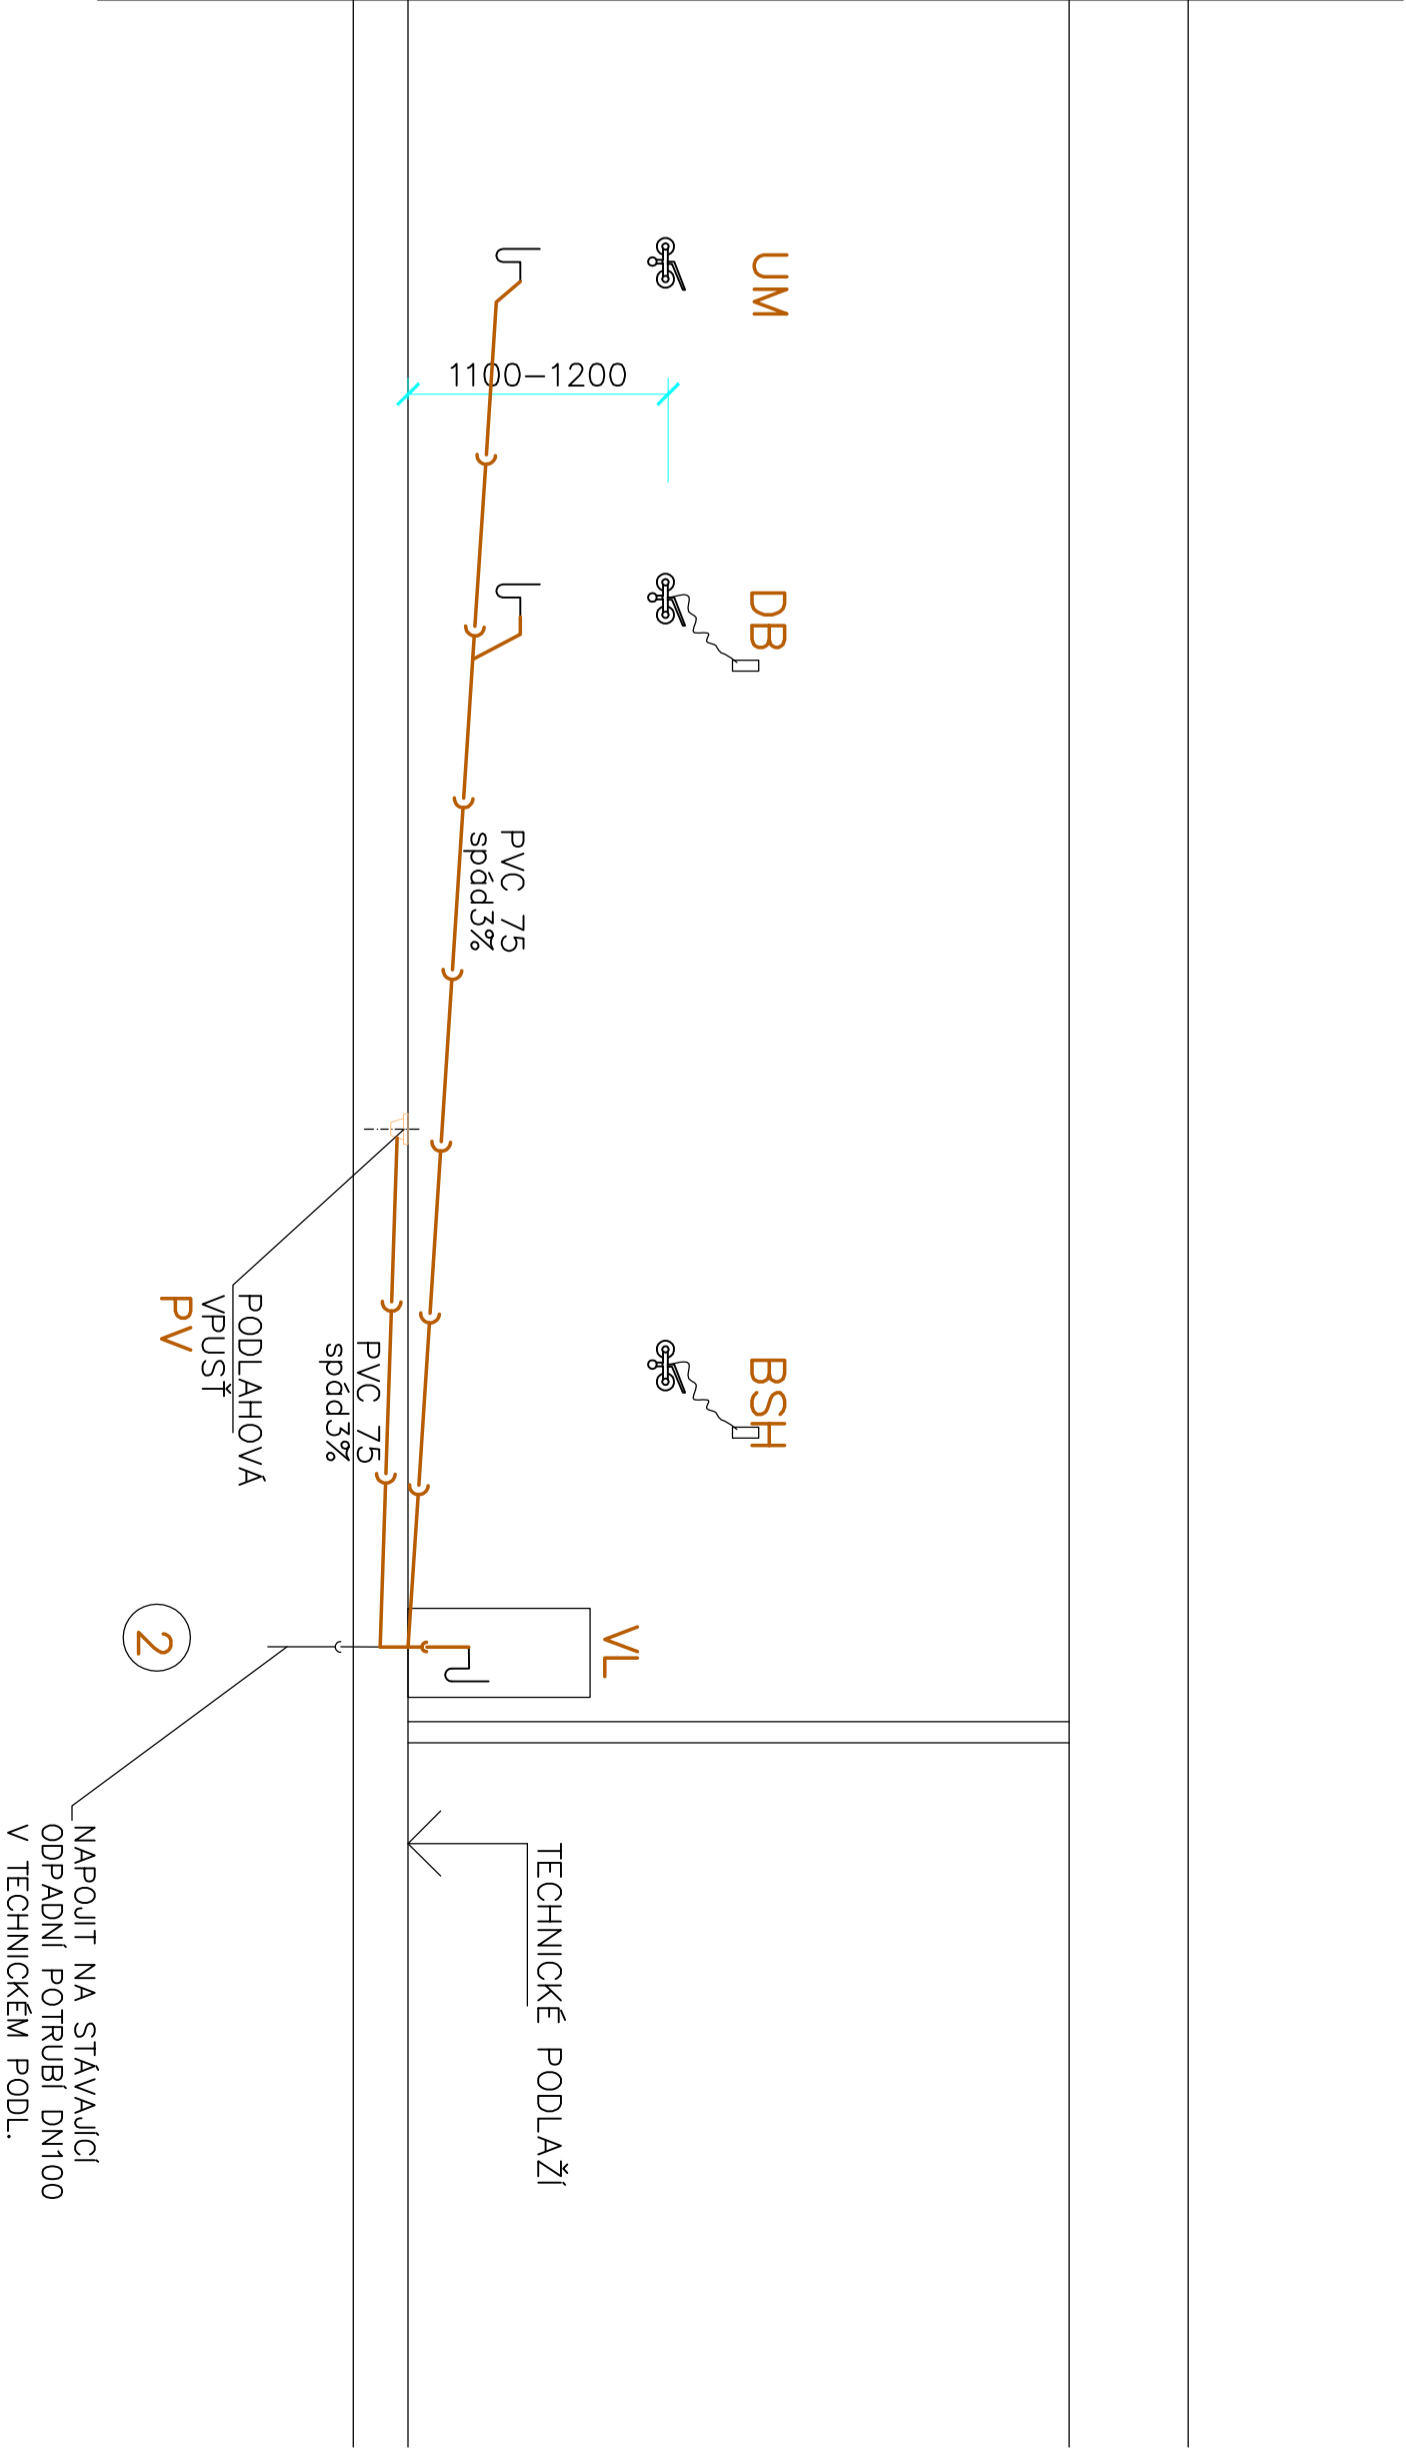 UM
DB
BSH
1100-1200
VL
PVC 75
spád3%
TECHNICKÉ PODLAŽÍ
PVC 75
spád3%
PODLAHOVÁ
VPUSŤ
PV
2
NAPOJIT NA STÁVAJÍCÍ
ODPADNÍ POTRUBÍ DN100
V TECHNICKÉM PODL.